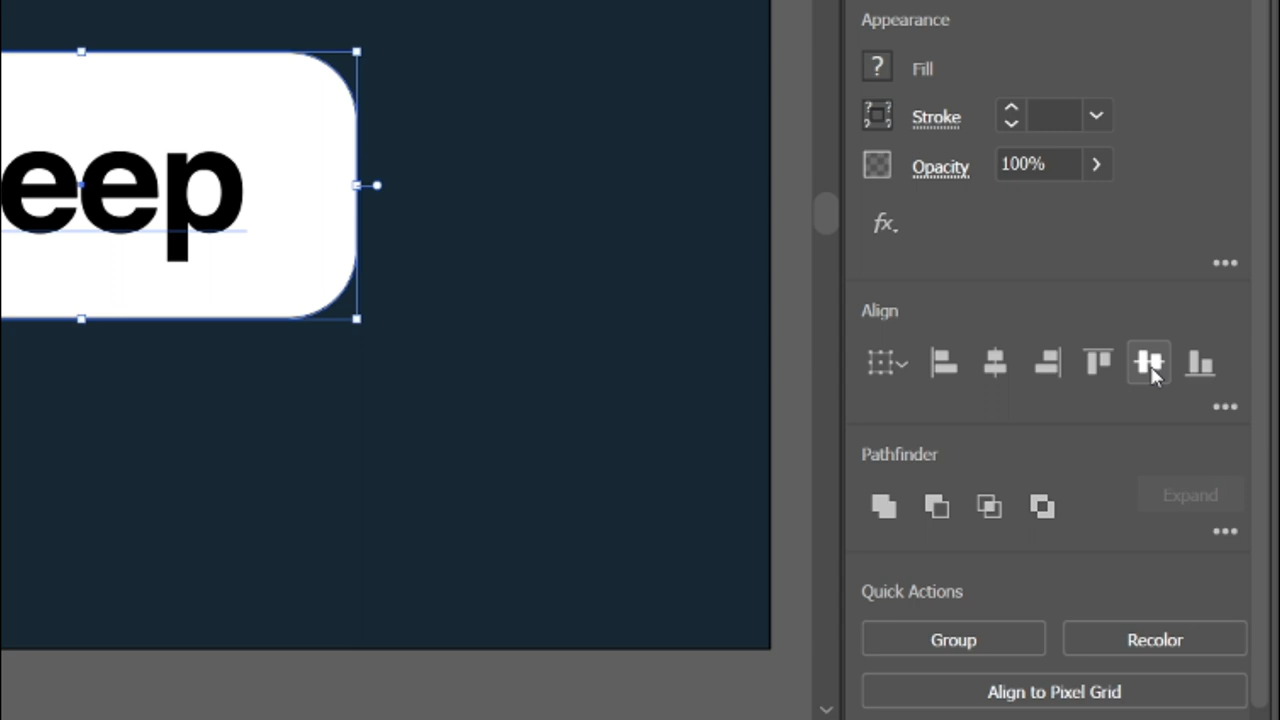 Appearance
? Fill
Stroke
Opacity 100%
fx.
Align
Pathfinder
Expand
Quick Actions
Group Recolor
Align to Pixel Grid
eep